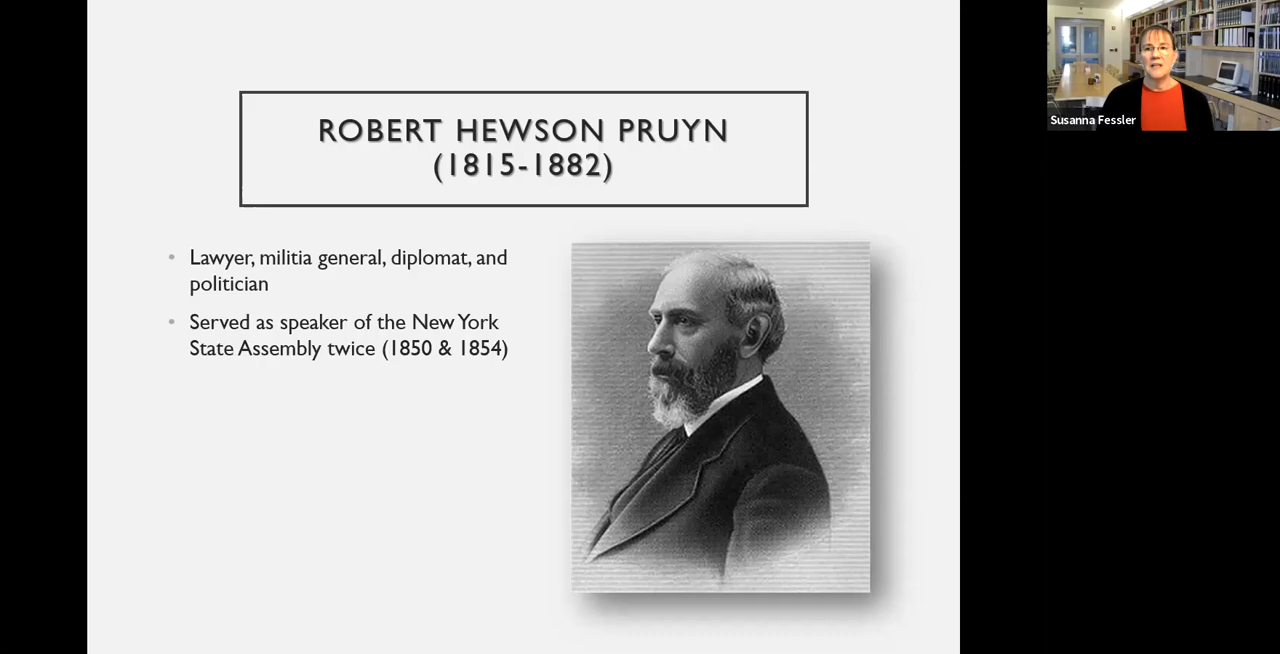 ROBERT HEWSON PRUYN
(1815-1882)
• Lawyer, militia general, diplomat, and
politician
• Served as speaker of the New York
State Assembly twice (1850 & 1854)
Susanna Fessler